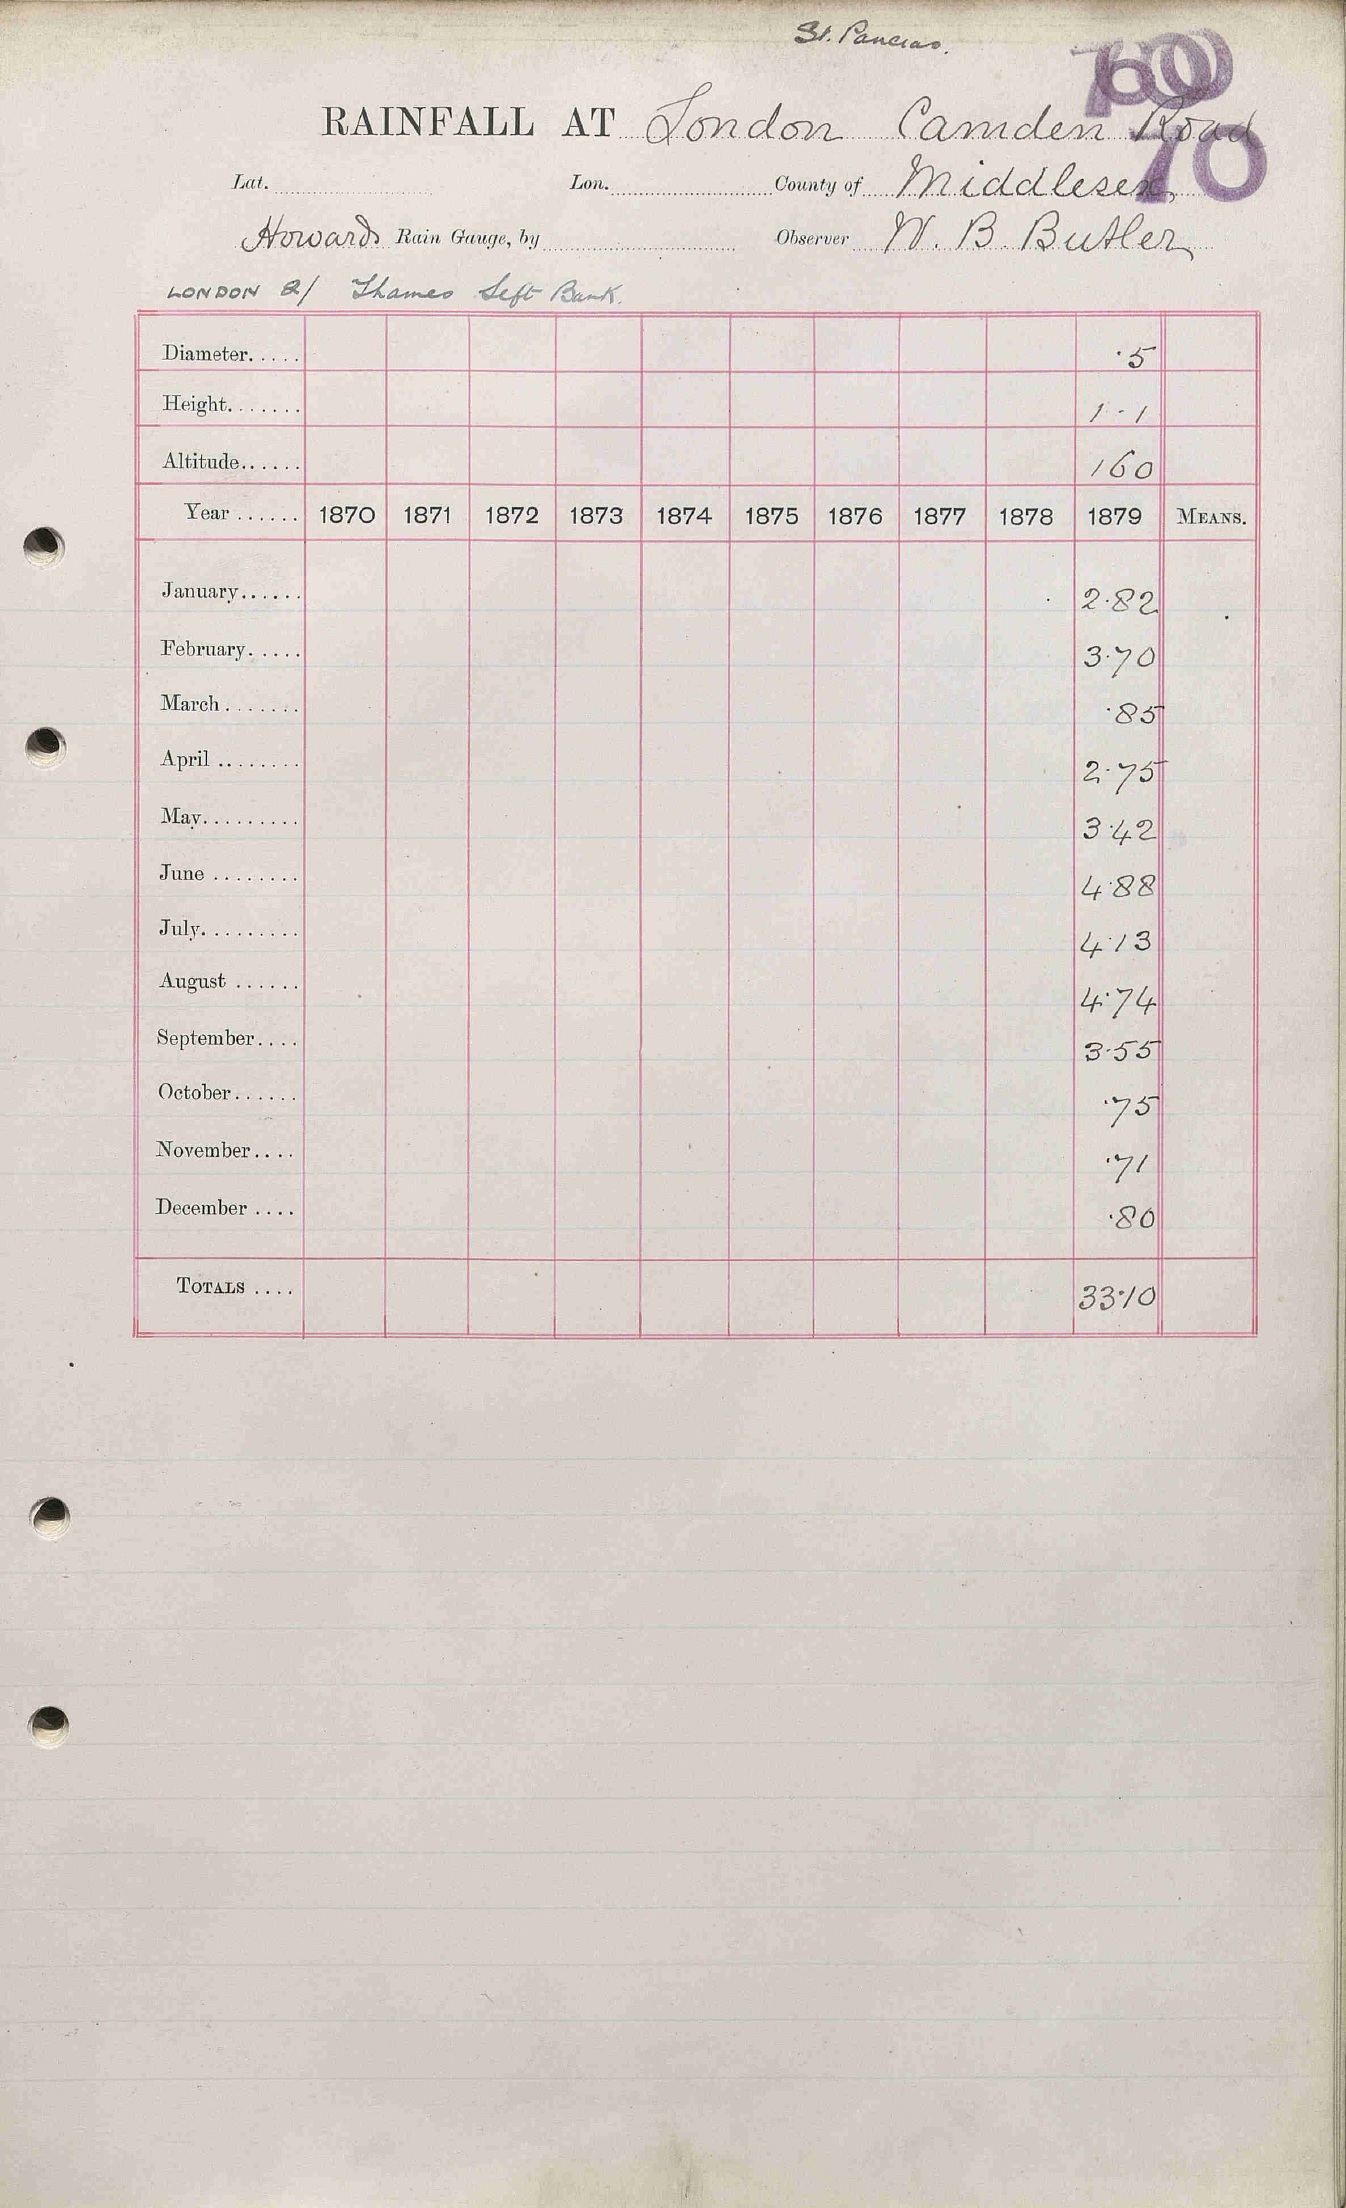 St. Pancras.
RAINFALL AT London Camden Road
70
Lat. Lon. County of Middlesex,
Howards Rain Gauge, by Observer W. B. Butler
LONDON 2/ Thames Left Bank.
Diameter..... ·5
Height....... 1 - 1
Altitude...... 160
Year ...... 1870 1871 1872 1873 1874 1875 1876 1877 1878 1879 MEANS.
January...... 2·82
February..... 3·70
March ....... ·85
April ........ 2·75
May......... 3·42
June ........ 4·88
July......... 4·13
August ...... 4·74
September.... 3·55
October...... ·75
November.... ·71
December .... ·80
TOTALS .... 33·10